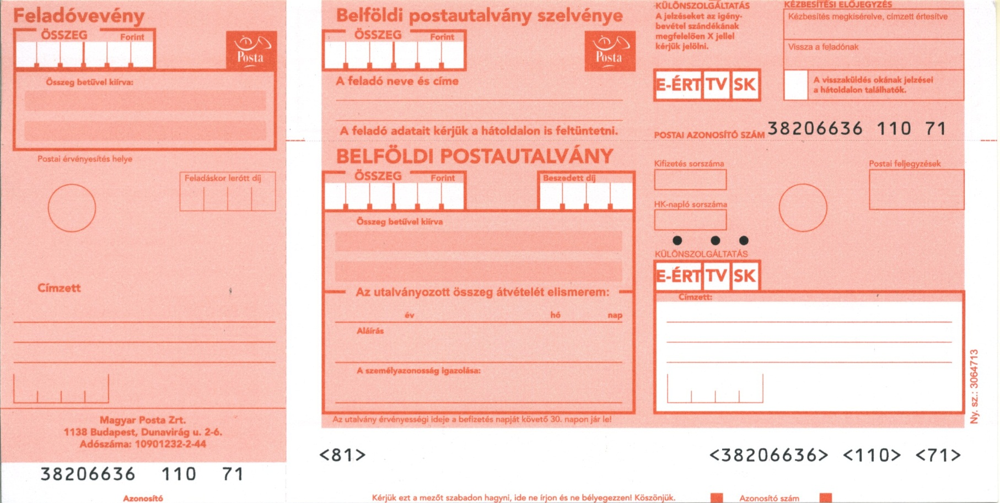 Feladóvevény
ÖSSZEG Forint
Posta
Összeg betűvel kiírva:
Postai érvényesítés helye
Feladáskor lerótt díj
Címzett
Magyar Posta Zrt.
1138 Budapest, Dunavirág u. 2-6.
Adószáma: 10901232-2-44
38206636 110 71
Azonosító
Belföldi postautalvány szelvénye
ÖSSZEG Forint
Posta
A feladó neve és címe
A feladó adatait kérjük a hátoldalon is feltüntetni.
KÜLÖNSZOLGÁLTATÁS
A jelzéseket az igény-
bevétel szándékának
megfelelően X jellel
kérjük jelölni.
E-ÉRT TV SK
KÉZBESÍTÉSI ELŐJEGYZÉS
Kézbesítés megkísérelve, címzett értesítve
Vissza a feladónak
A visszaküldés okának jelzései
a hátoldalon találhatók.
POSTAI AZONOSÍTÓ SZÁM 38206636 110 71
BELFÖLDI POSTAUTALVÁNY
ÖSSZEG Forint
Beszedett díj
Összeg betűvel kiírva
Az utalványozott összeg átvételét elismerem:
év hó nap
Aláírás
A személyazonosság igazolása:
Az utalvány érvényességi ideje a befizetés napját követő 30. napon jár le!
Kifizetés sorszáma
Postai feljegyzések
HK-napló sorszáma
KÜLÖNSZOLGÁLTATÁS
E-ÉRT TV SK
Címzett:
Ny. sz.: 3064713
<81> <38206636> <110> <71>
Kérjük ezt a mezőt szabadon hagyni, ide ne írjon és ne bélyegezzen! Köszönjük.
Azonosító szám